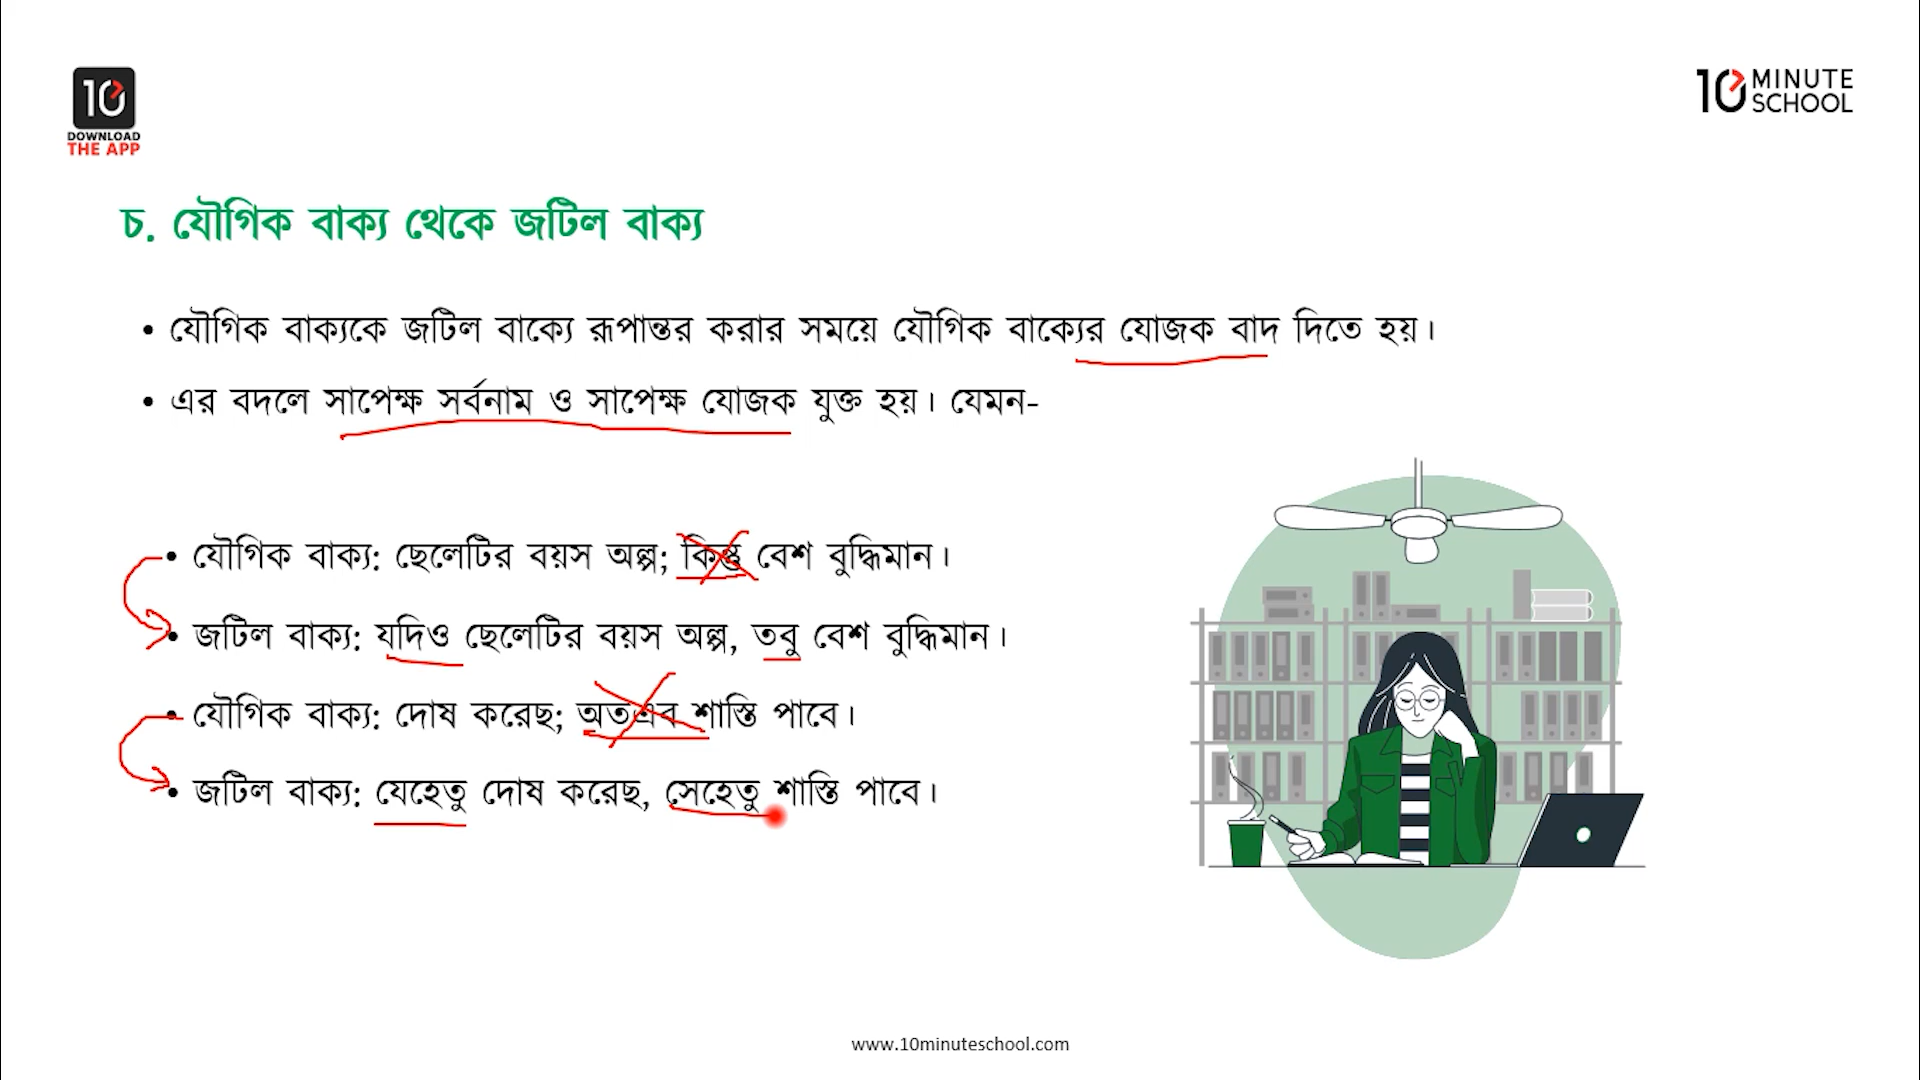 10
DOWNLOAD
THE APP
10 MINUTE
SCHOOL
চ. যৌগিক বাক্য থেকে জটিল বাক্য
• যৌগিক বাক্যকে জটিল বাক্যে রূপান্তর করার সময়ে যৌগিক বাক্যের যোজক বাদ দিতে হয়।
• এর বদলে সাপেক্ষ সর্বনাম ও সাপেক্ষ যোজক যুক্ত হয়। যেমন-
• যৌগিক বাক্য: ছেলেটির বয়স অল্প; কিন্তু বেশ বুদ্ধিমান।
• জটিল বাক্য: যদিও ছেলেটির বয়স অল্প, তবু বেশ বুদ্ধিমান।
• যৌগিক বাক্য: দোষ করেছ; অতএব শাস্তি পাবে।
• জটিল বাক্য: যেহেতু দোষ করেছ, সেহেতু শাস্তি পাবে।
www.10minuteschool.com